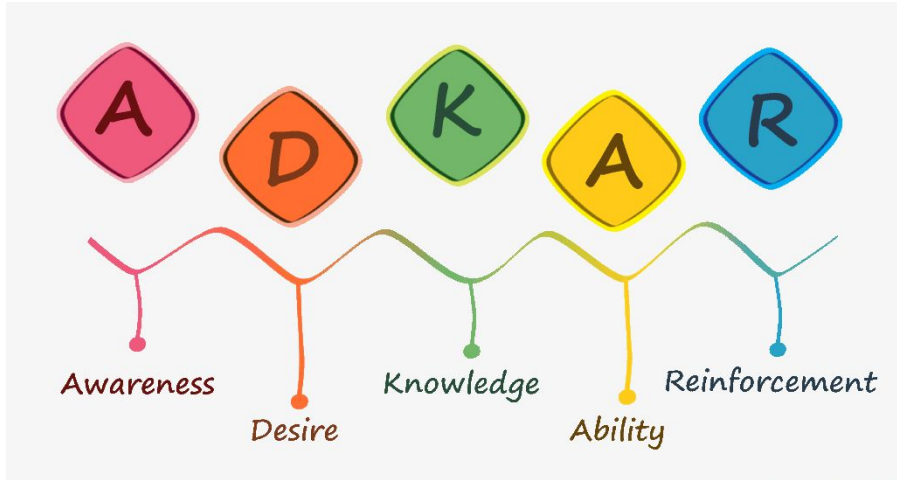 A
D
K
A
R
Awareness
Desire
Knowledge
Ability
Reinforcement